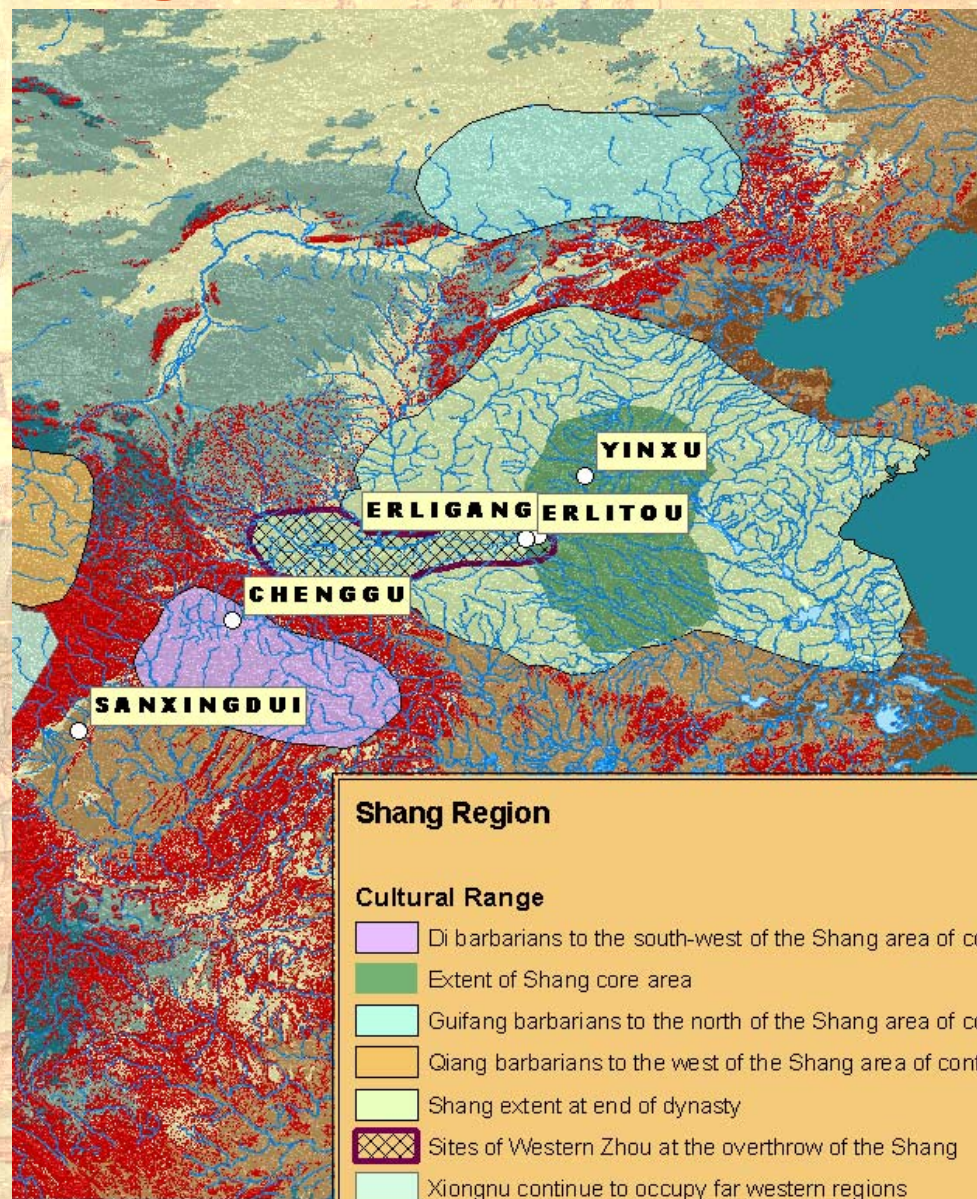 YINXU
ERLIGANG
ERLITOU
CHENGGU
SANXINGDUI
Shang Region
Cultural Range
Di barbarians to the south-west of the Shang area of
Extent of Shang core area
Guifang barbarians to the north of the Shang area of
Qiang barbarians to the west of the Shang area of
Shang extent at end of dynasty
Sites of Western Zhou at the overthrow of the Shang
Xiongnu continue to occupy far western regions